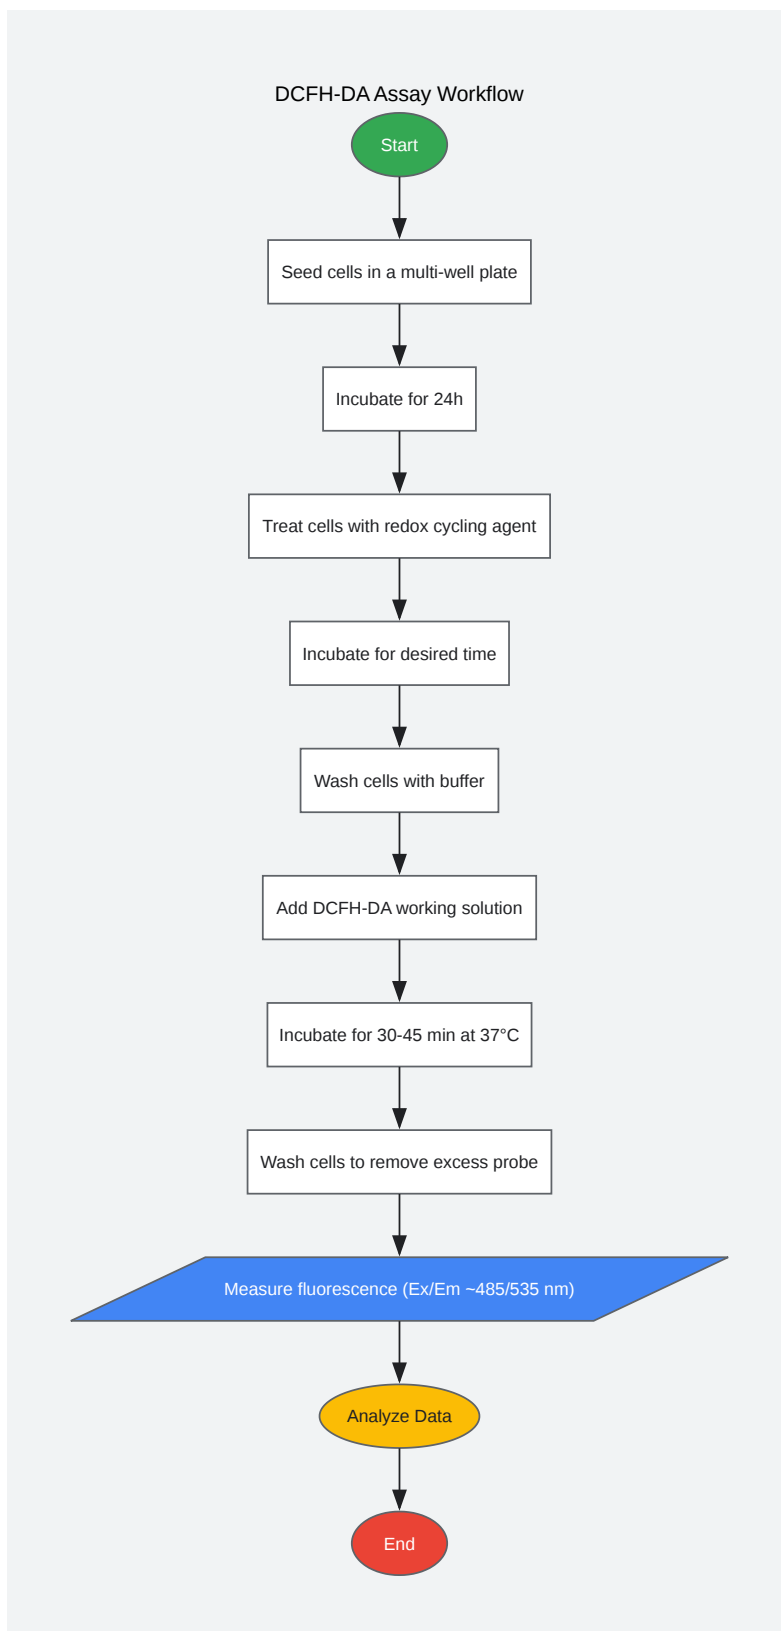 DCFH-DA Assay Workflow
Start
Seed cells in a multi-well plate
Incubate for 24h
Treat cells with redox cycling agent
Incubate for desired time
Wash cells with buffer
Add DCFH-DA working solution
Incubate for 30-45 min at 37°C
Wash cells to remove excess probe
Measure fluorescence (Ex/Em ~485/535 nm)
Analyze Data
End